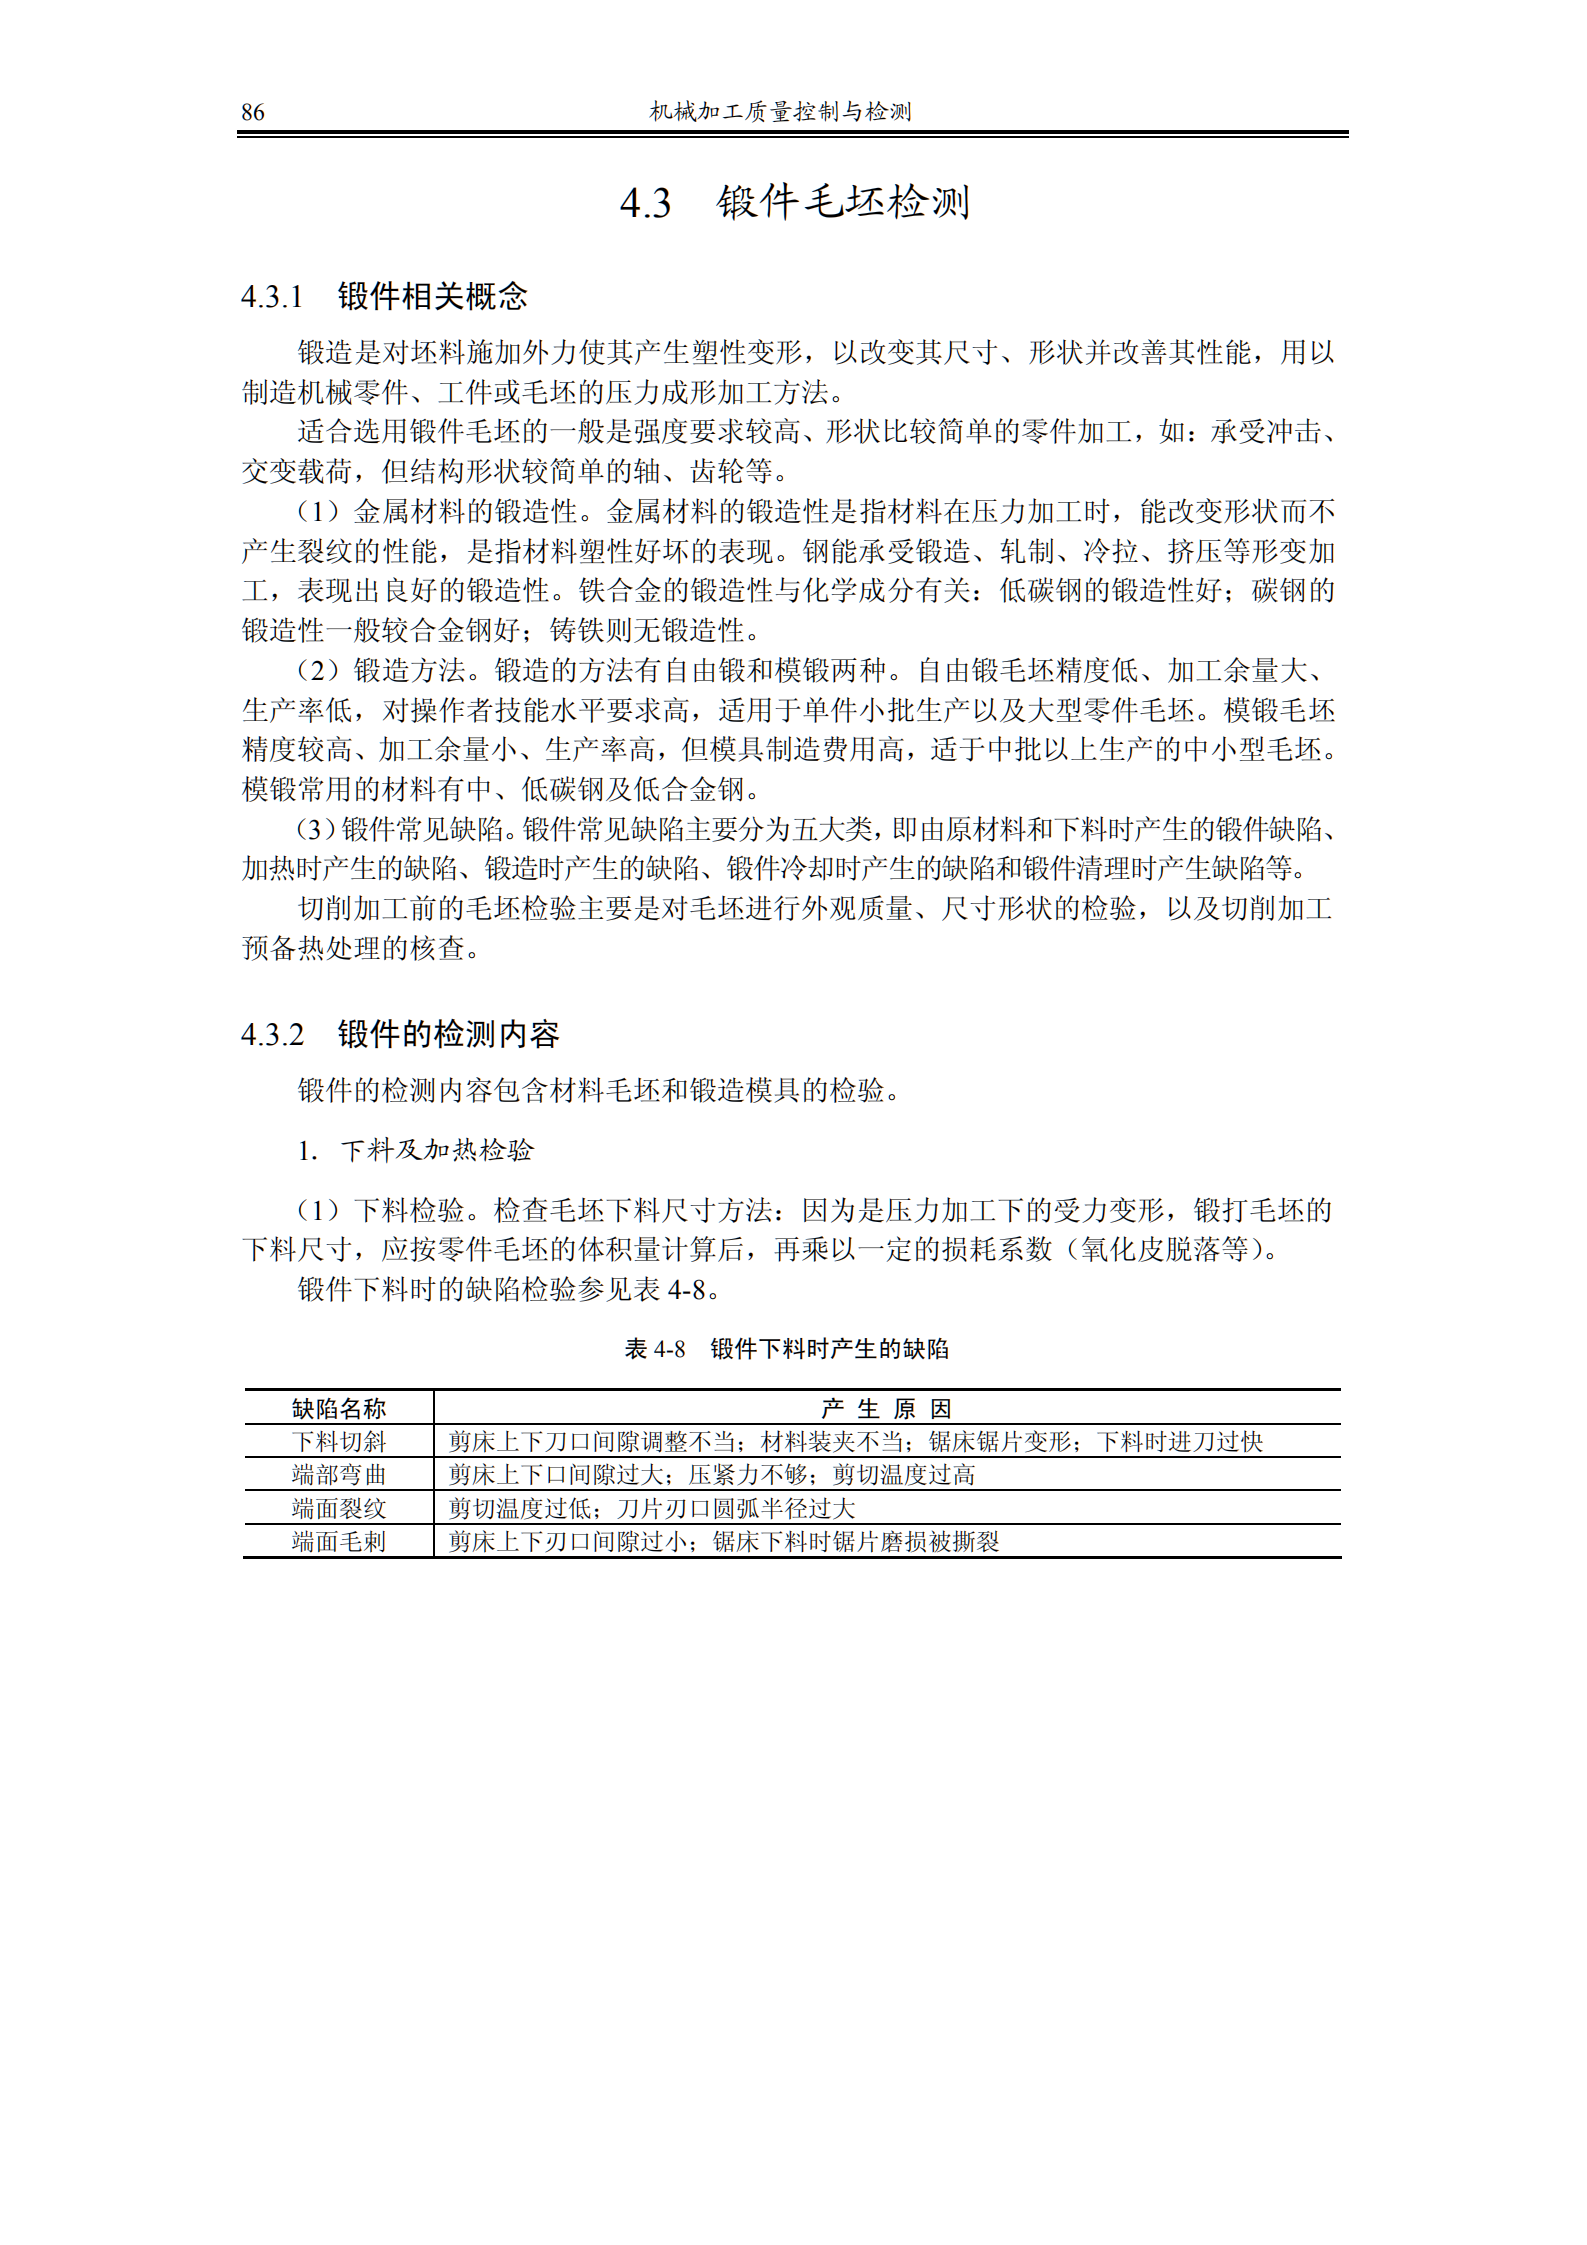 86 机械加工质量控制与检测
4.3 锻件毛坯检测
4.3.1 锻件相关概念
锻造是对坯料施加外力使其产生塑性变形，以改变其尺寸、形状并改善其性能，用以
制造机械零件、工件或毛坯的压力成形加工方法。
适合选用锻件毛坯的一般是强度要求较高、形状比较简单的零件加工，如：承受冲击、
交变载荷，但结构形状较简单的轴、齿轮等。
（1）金属材料的锻造性。金属材料的锻造性是指材料在压力加工时，能改变形状而不
产生裂纹的性能，是指材料塑性好坏的表现。钢能承受锻造、轧制、冷拉、挤压等形变加
工，表现出良好的锻造性。铁合金的锻造性与化学成分有关：低碳钢的锻造性好；碳钢的
锻造性一般较合金钢好；铸铁则无锻造性。
（2）锻造方法。锻造的方法有自由锻和模锻两种。自由锻毛坯精度低、加工余量大、
生产率低，对操作者技能水平要求高，适用于单件小批生产以及大型零件毛坯。模锻毛坯
精度较高、加工余量小、生产率高，但模具制造费用高，适于中批以上生产的中小型毛坯。
模锻常用的材料有中、低碳钢及低合金钢。
（3）锻件常见缺陷。锻件常见缺陷主要分为五大类，即由原材料和下料时产生的锻件缺陷、
加热时产生的缺陷、锻造时产生的缺陷、锻件冷却时产生的缺陷和锻件清理时产生缺陷等。
切削加工前的毛坯检验主要是对毛坯进行外观质量、尺寸形状的检验，以及切削加工
预备热处理的核查。
4.3.2 锻件的检测内容
锻件的检测内容包含材料毛坯和锻造模具的检验。
1．下料及加热检验
（1）下料检验。检查毛坯下料尺寸方法：因为是压力加工下的受力变形，锻打毛坯的
下料尺寸，应按零件毛坯的体积量计算后，再乘以一定的损耗系数（氧化皮脱落等）。
锻件下料时的缺陷检验参见表 4-8。
表 4-8 锻件下料时产生的缺陷
缺陷名称 产 生 原 因
下料切斜 剪床上下刀口间隙调整不当；材料装夹不当；锯床锯片变形；下料时进刀过快
端部弯曲 剪床上下口间隙过大；压紧力不够；剪切温度过高
端面裂纹 剪切温度过低；刀片刃口圆弧半径过大
端面毛刺 剪床上下刃口间隙过小；锯床下料时锯片磨损被撕裂